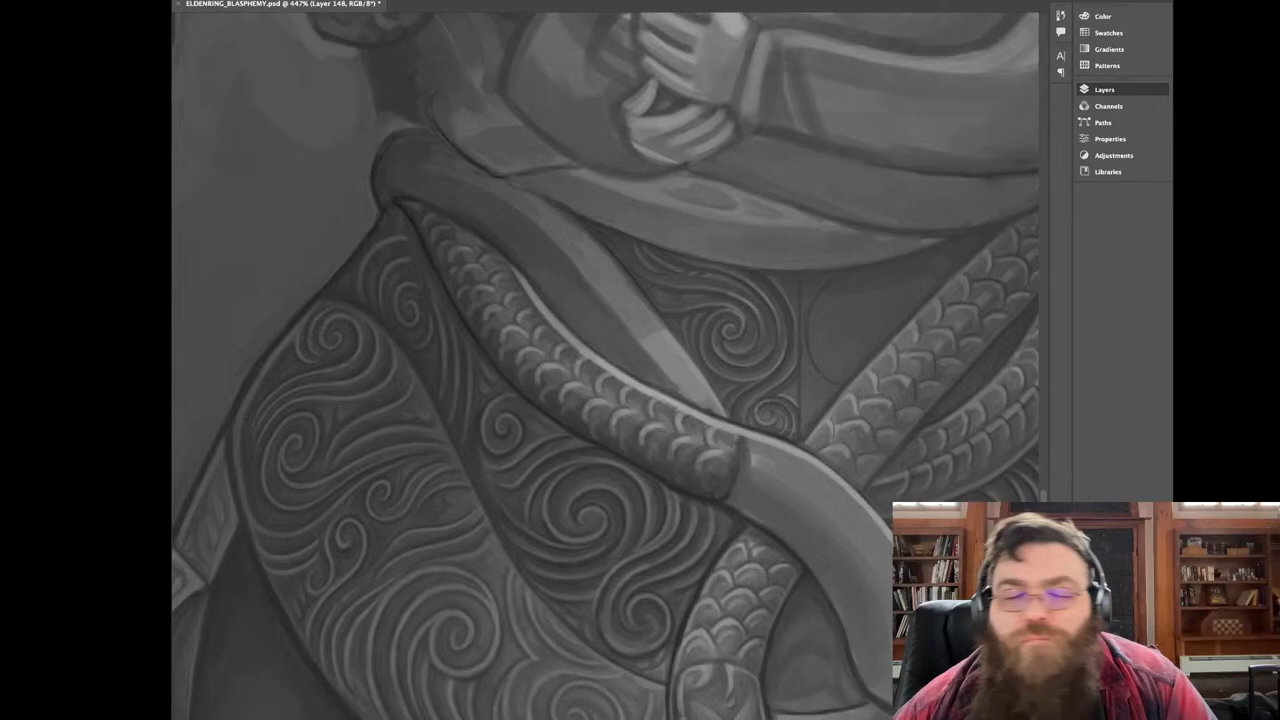 × ELDENRING_BLASPHEMY.psd @ 447% (Layer 148, RGB/8*) *
Color
Swatches
Gradients
A| Patterns
¶
Layers
Channels
Paths
Properties
Adjustments
Libraries